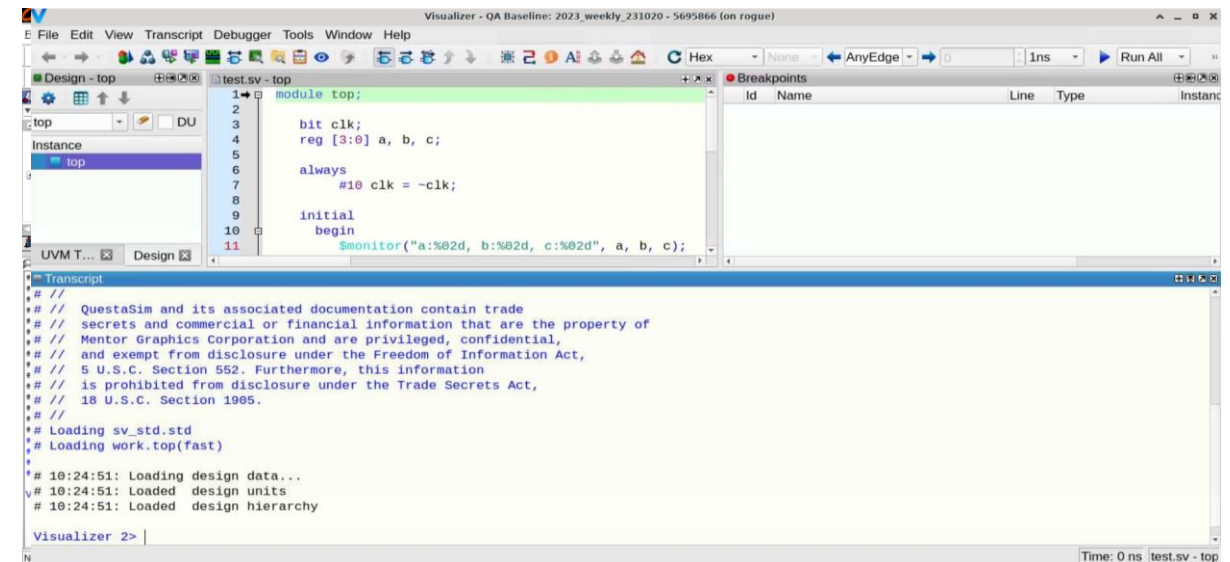 Visualizer - QA Baseline: 2023_weekly_231020 - 5695866 (on rogue)
File Edit View Transcript Debugger Tools Window Help
Hex None AnyEdge 0 1ns Run All
Design - top
test.sv - top
Breakpoints
Id Name Line Type Instanc
top DU
Instance
top
UVM T... Design
1 module top;
2
3 bit clk;
4 reg [3:0] a, b, c;
5
6 always
7 #10 clk = ~clk;
8
9 initial
10 begin
11 $monitor("a:%02d, b:%02d, c:%02d", a, b, c);
Transcript
# //
# // QuestaSim and its associated documentation contain trade
# // secrets and commercial or financial information that are the property of
# // Mentor Graphics Corporation and are privileged, confidential,
# // and exempt from disclosure under the Freedom of Information Act,
# // 5 U.S.C. Section 552. Furthermore, this information
# // is prohibited from disclosure under the Trade Secrets Act,
# // 18 U.S.C. Section 1905.
# //
# Loading sv_std.std
# Loading work.top(fast)
# 10:24:51: Loading design data...
# 10:24:51: Loaded design units
# 10:24:51: Loaded design hierarchy
Visualizer 2>
Time: 0 ns test.sv - top